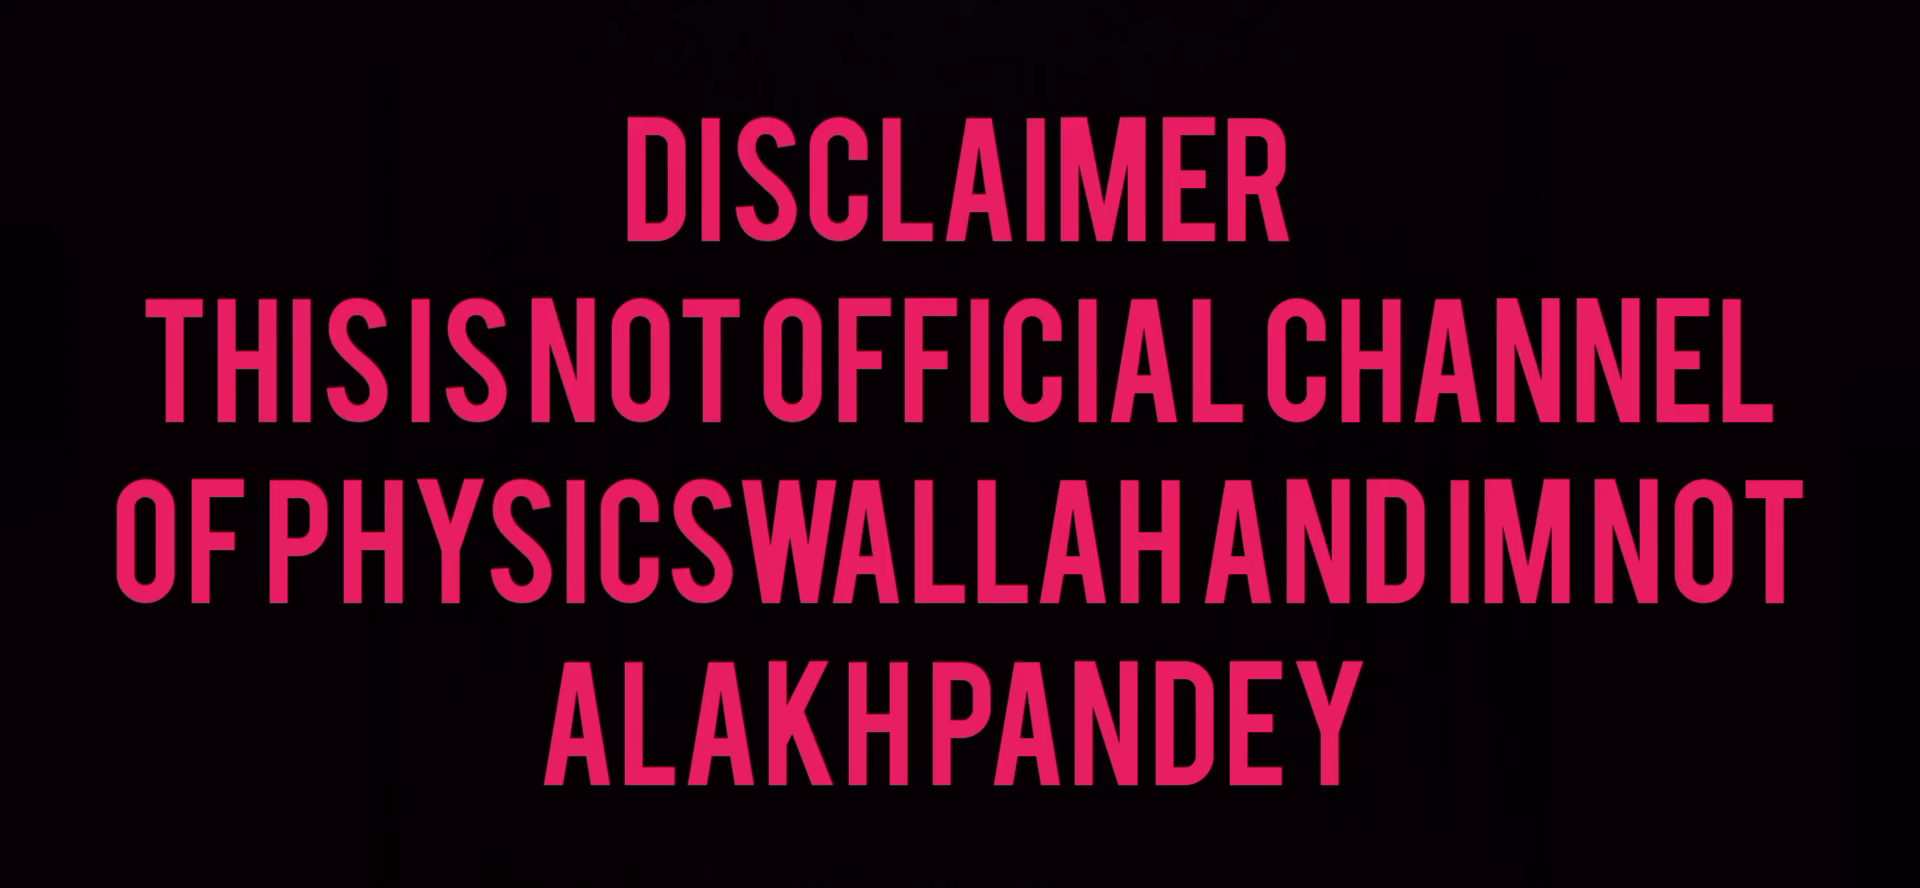 DISCLAIMER
THIS IS NOT OFFICIAL CHANNEL
OF PHYSICSWALLAH AND IM NOT
ALAKH PANDEY